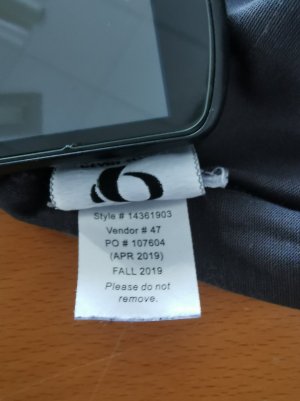 Style # 14361903
Vendor # 47
PO # 107604
(APR 2019)
FALL 2019
Please do not
remove.